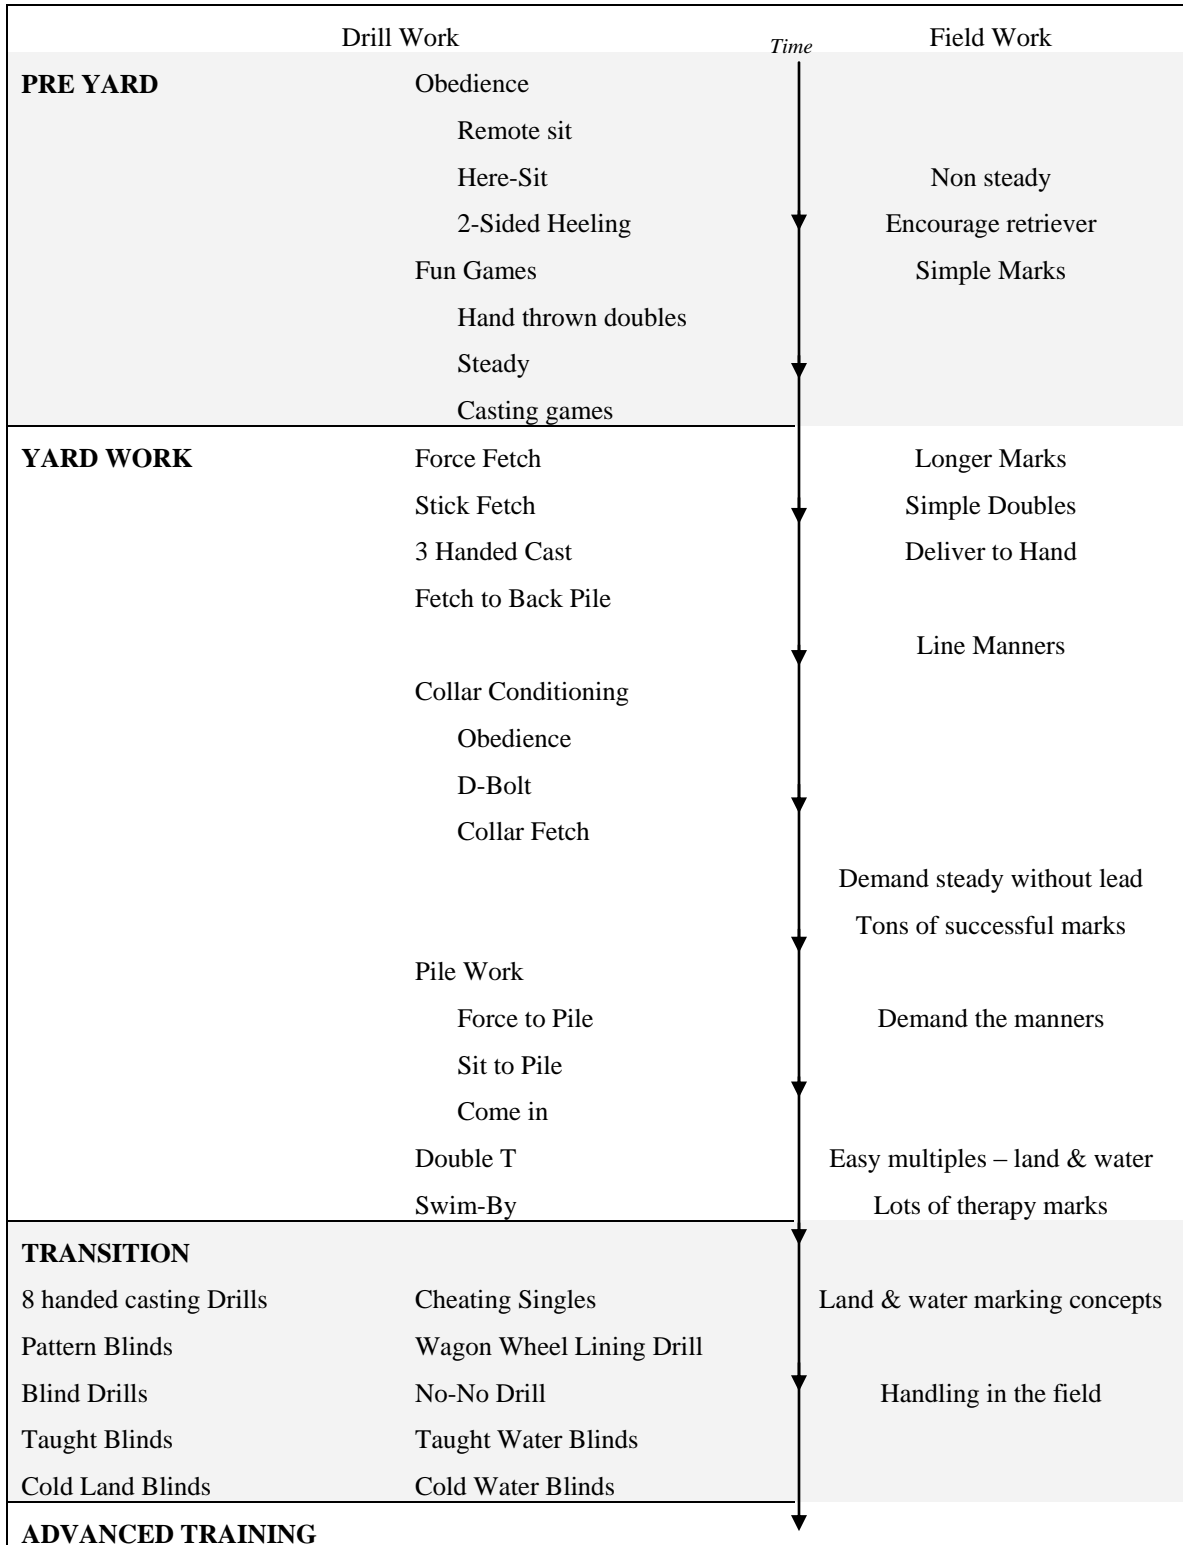 Drill Work Time Field Work
PRE YARD Obedience
Remote sit
Here-Sit Non steady
2-Sided Heeling Encourage retriever
Fun Games Simple Marks
Hand thrown doubles
Steady
Casting games
YARD WORK Force Fetch Longer Marks
Stick Fetch Simple Doubles
3 Handed Cast Deliver to Hand
Fetch to Back Pile
Line Manners
Collar Conditioning
Obedience
D-Bolt
Collar Fetch
Demand steady without lead
Tons of successful marks
Pile Work
Force to Pile Demand the manners
Sit to Pile
Come in
Double T Easy multiples – land & water
Swim-By Lots of therapy marks
TRANSITION
8 handed casting Drills Cheating Singles Land & water marking concepts
Pattern Blinds Wagon Wheel Lining Drill
Blind Drills No-No Drill Handling in the field
Taught Blinds Taught Water Blinds
Cold Land Blinds Cold Water Blinds
ADVANCED TRAINING